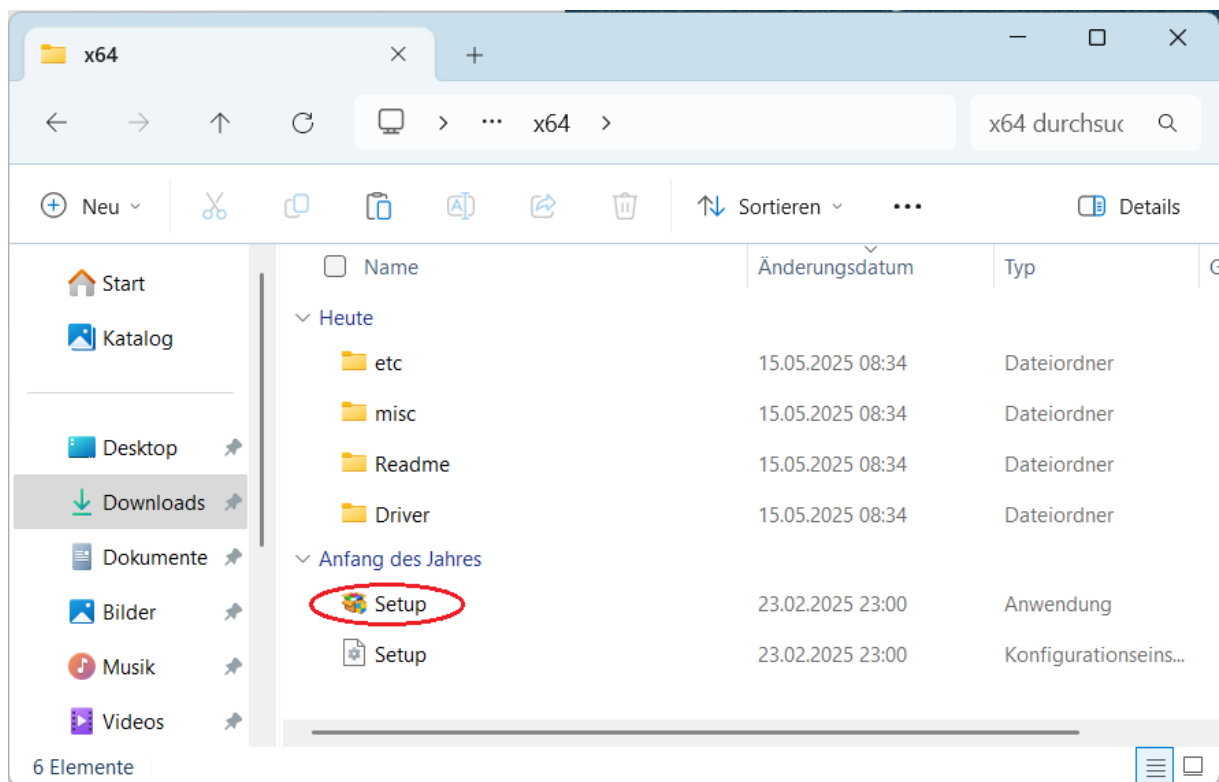 x64
x64
x64 durchsuc
Neu
Sortieren
Details
Start
Katalog
Desktop
Downloads
Dokumente
Bilder
Musik
Videos
Name Änderungsdatum Typ G
Heute
etc 15.05.2025 08:34 Dateiordner
misc 15.05.2025 08:34 Dateiordner
Readme 15.05.2025 08:34 Dateiordner
Driver 15.05.2025 08:34 Dateiordner
Anfang des Jahres
Setup 23.02.2025 23:00 Anwendung
Setup 23.02.2025 23:00 Konfigurationseins...
6 Elemente